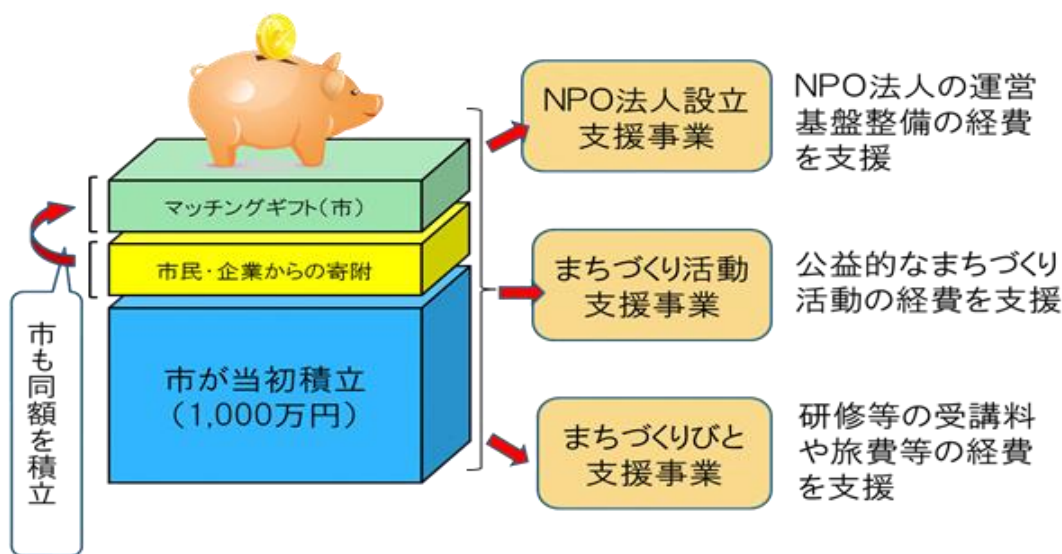 マッチングギフト(市)
市民・企業からの寄附
市が当初積立
(1,000万円)
市も同額を積立
NPO法人設立
支援事業
NPO法人の運営
基盤整備の経費
を支援
まちづくり活動
支援事業
公益的なまちづくり
活動の経費を支援
まちづくりびと
支援事業
研修等の受講料
や旅費等の経費
を支援